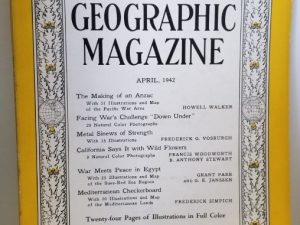 GEOGRAPHIC
MAGAZINE
APRIL, 1942
The Making of an Anzac
With 31 Illustrations and Map
of the Pacific War Area HOWELL WALKER
Facing War's Challenge "Down Under"
20 Natural Color Photographs
Metal Sinews of Strength
With 18 Illustrations FREDERICK G. VOSBURGH
California Says It with Wild Flowers
9 Natural Color Photographs FRANCIS WOODWORTH
B. ANTHONY STEWART
War Meets Peace in Egypt
With 25 Illustrations and Map GRANT PARR
of the Suez-Red Sea Region and G. E. JANSSEN
Mediterranean Checkerboard
With 30 Illustrations and Map
of the Mediterranean Lands FREDERICK SIMPICH
Twenty-four Pages of Illustrations in Full Color